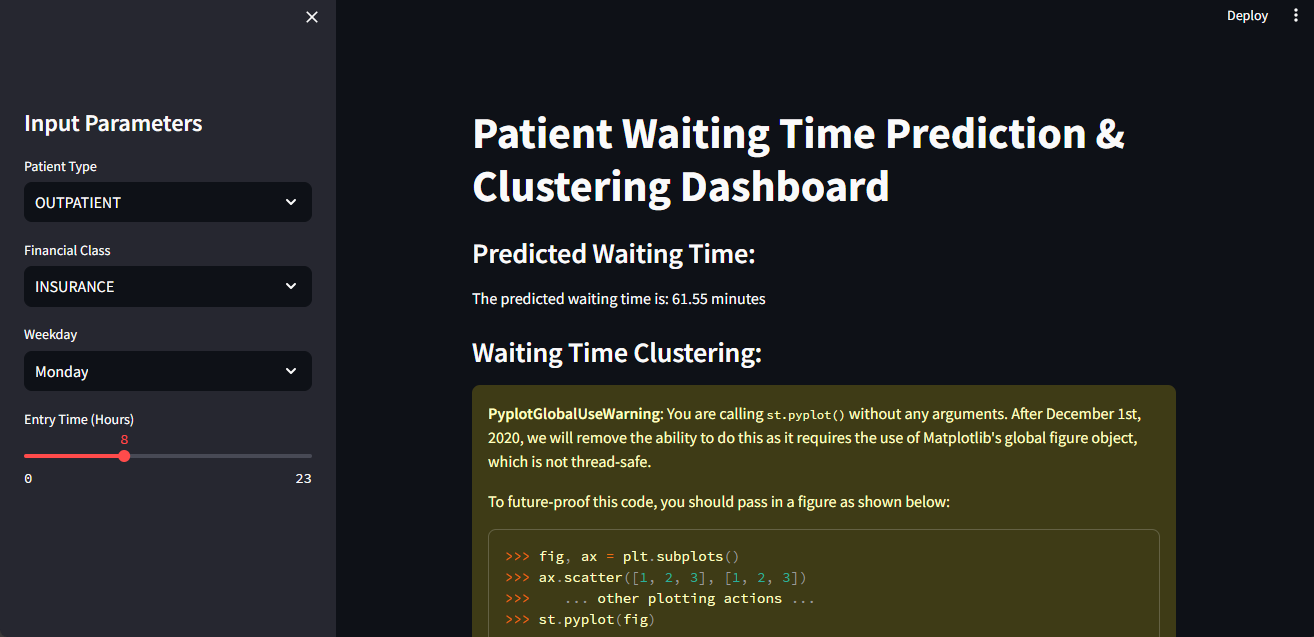 Deploy
Input Parameters
Patient Type
OUTPATIENT
Financial Class
INSURANCE
Weekday
Monday
Entry Time (Hours)
8
0
23
Patient Waiting Time Prediction &
Clustering Dashboard
Predicted Waiting Time:
The predicted waiting time is: 61.55 minutes
Waiting Time Clustering:
PyplotGlobalUseWarning: You are calling st.pyplot() without any arguments. After December 1st,
2020, we will remove the ability to do this as it requires the use of Matplotlib's global figure object,
which is not thread-safe.
To future-proof this code, you should pass in a figure as shown below:
>>> fig, ax = plt.subplots()
>>> ax.scatter([1, 2, 3], [1, 2, 3])
>>>    ... other plotting actions ...
>>> st.pyplot(fig)